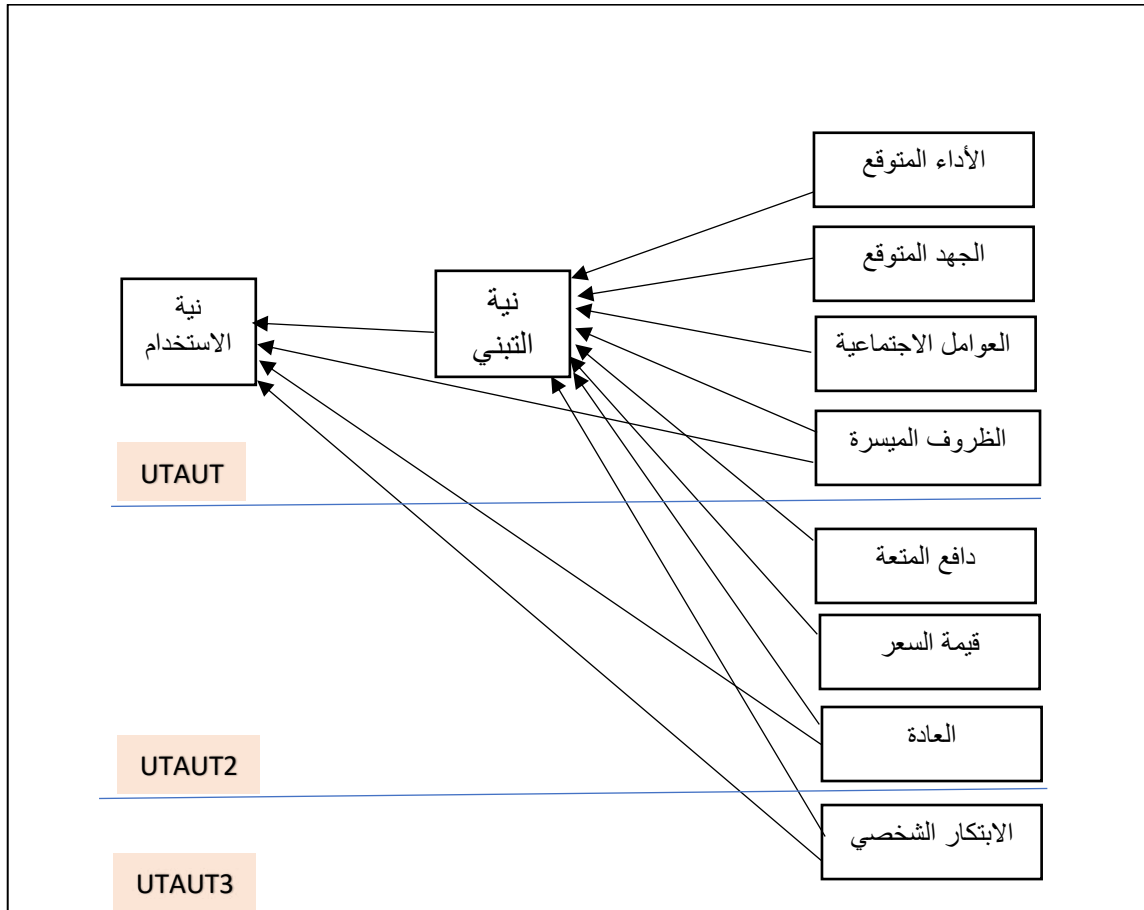 الأداء المتوقع
الجهد المتوقع
نية
التبني
نية
الاستخدام
العوامل الاجتماعية
الظروف الميسرة
UTAUT
دافع المتعة
قيمة السعر
العادة
UTAUT2
الابتكار الشخصي
UTAUT3